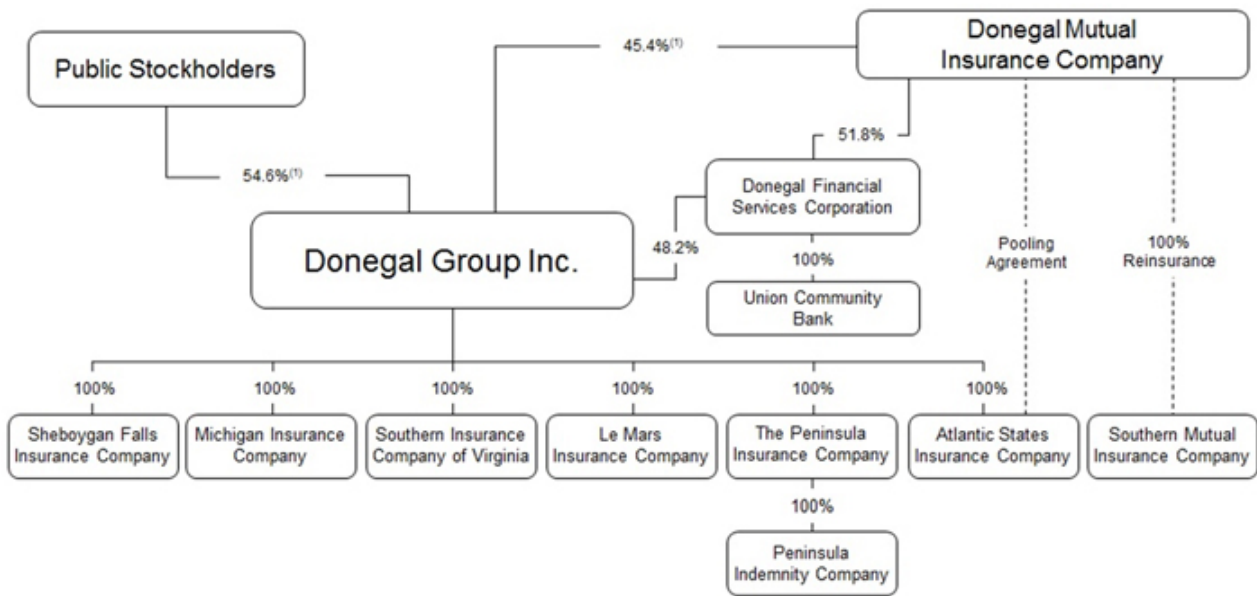 Public Stockholders
45.4%(1)
Donegal Mutual
Insurance Company
51.8%
54.6%(1)
Donegal Financial
Services Corporation
Donegal Group Inc.
48.2%
100%
Pooling
Agreement
100%
Reinsurance
Union Community
Bank
100%
100%
100%
100%
100%
100%
Sheboygan Falls
Insurance Company
Michigan Insurance
Company
Southern Insurance
Company of Virginia
Le Mars
Insurance Company
The Peninsula
Insurance Company
Atlantic States
Insurance Company
Southern Mutual
Insurance Company
100%
Peninsula
Indemnity Company